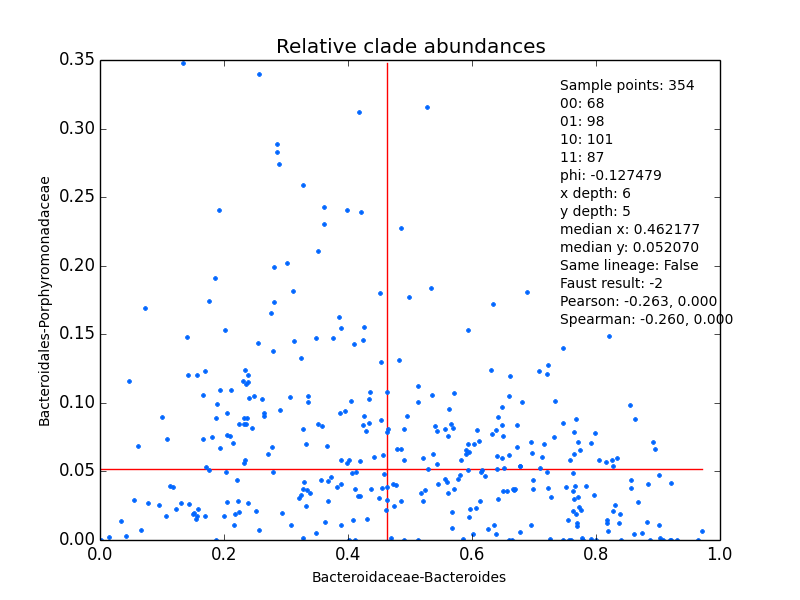 Relative clade abundances
0.35
0.30
0.25
0.20
0.15
0.10
0.05
0.00
Bacteroidales-Porphyromonadaceae
Sample points: 354
00: 68
01: 98
10: 101
11: 87
phi: -0.127479
x depth: 6
y depth: 5
median x: 0.462177
median y: 0.052070
Same lineage: False
Faust result: -2
Pearson: -0.263, 0.000
Spearman: -0.260, 0.000
0.0 0.2 0.4 0.6 0.8 1.0
Bacteroidaceae-Bacteroides